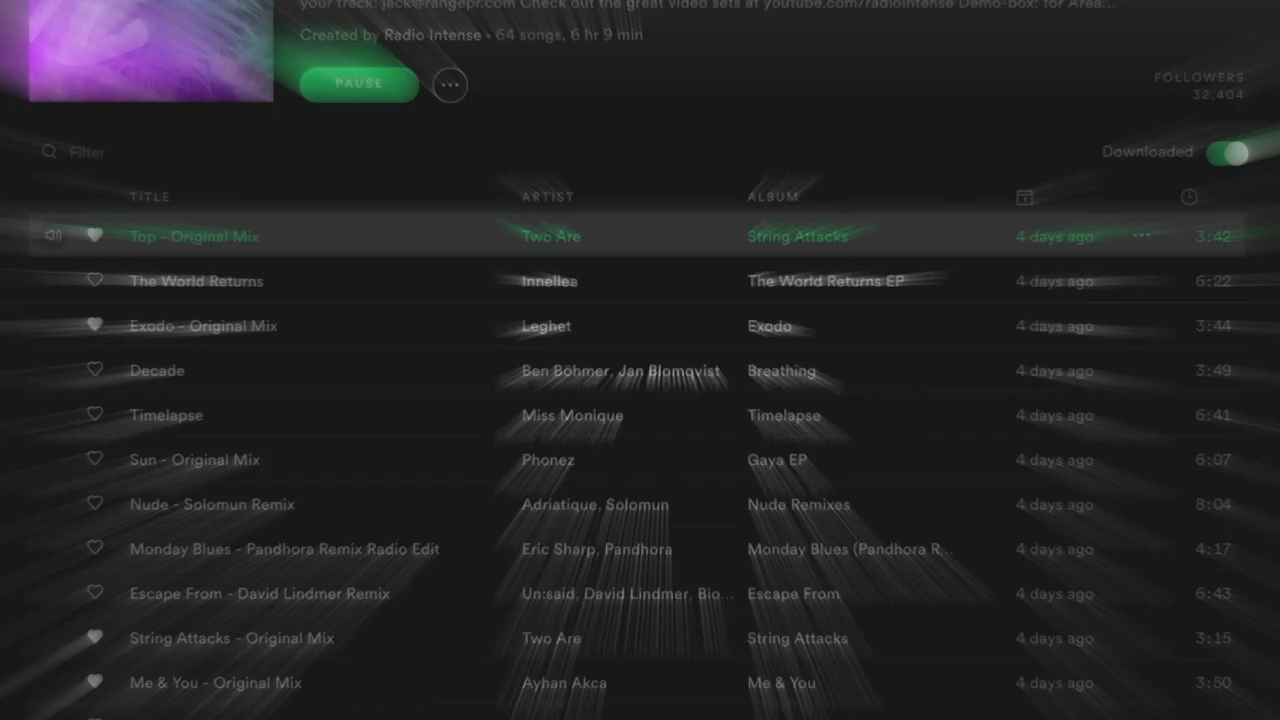 your track: jack@rangepr.com Check out the great video sets at youtube.com/radiointense Demo-box: for Area...
Created by Radio Intense • 64 songs, 6 hr 9 min
PAUSE
FOLLOWERS
32,404
Filter
Downloaded
TITLE ARTIST ALBUM
Top - Original Mix Two Are String Attacks 4 days ago 3:42
The World Returns Innellea The World Returns EP 4 days ago 6:22
Exodo - Original Mix Leghet Exodo 4 days ago 3:44
Decade Ben Böhmer, Jan Blomqvist Breathing 4 days ago 3:49
Timelapse Miss Monique Timelapse 4 days ago 6:41
Sun - Original Mix Phonez Gaya EP 4 days ago 6:07
Nude - Solomun Remix Adriatique, Solomun Nude Remixes 4 days ago 8:04
Monday Blues - Pandhora Remix Radio Edit Eric Sharp, Pandhora Monday Blues (Pandhora R... 4 days ago 4:17
Escape From - David Lindmer Remix Un:said, David Lindmer, Bio... Escape From 4 days ago 6:43
String Attacks - Original Mix Two Are String Attacks 4 days ago 3:15
Me & You - Original Mix Ayhan Akca Me & You 4 days ago 3:50